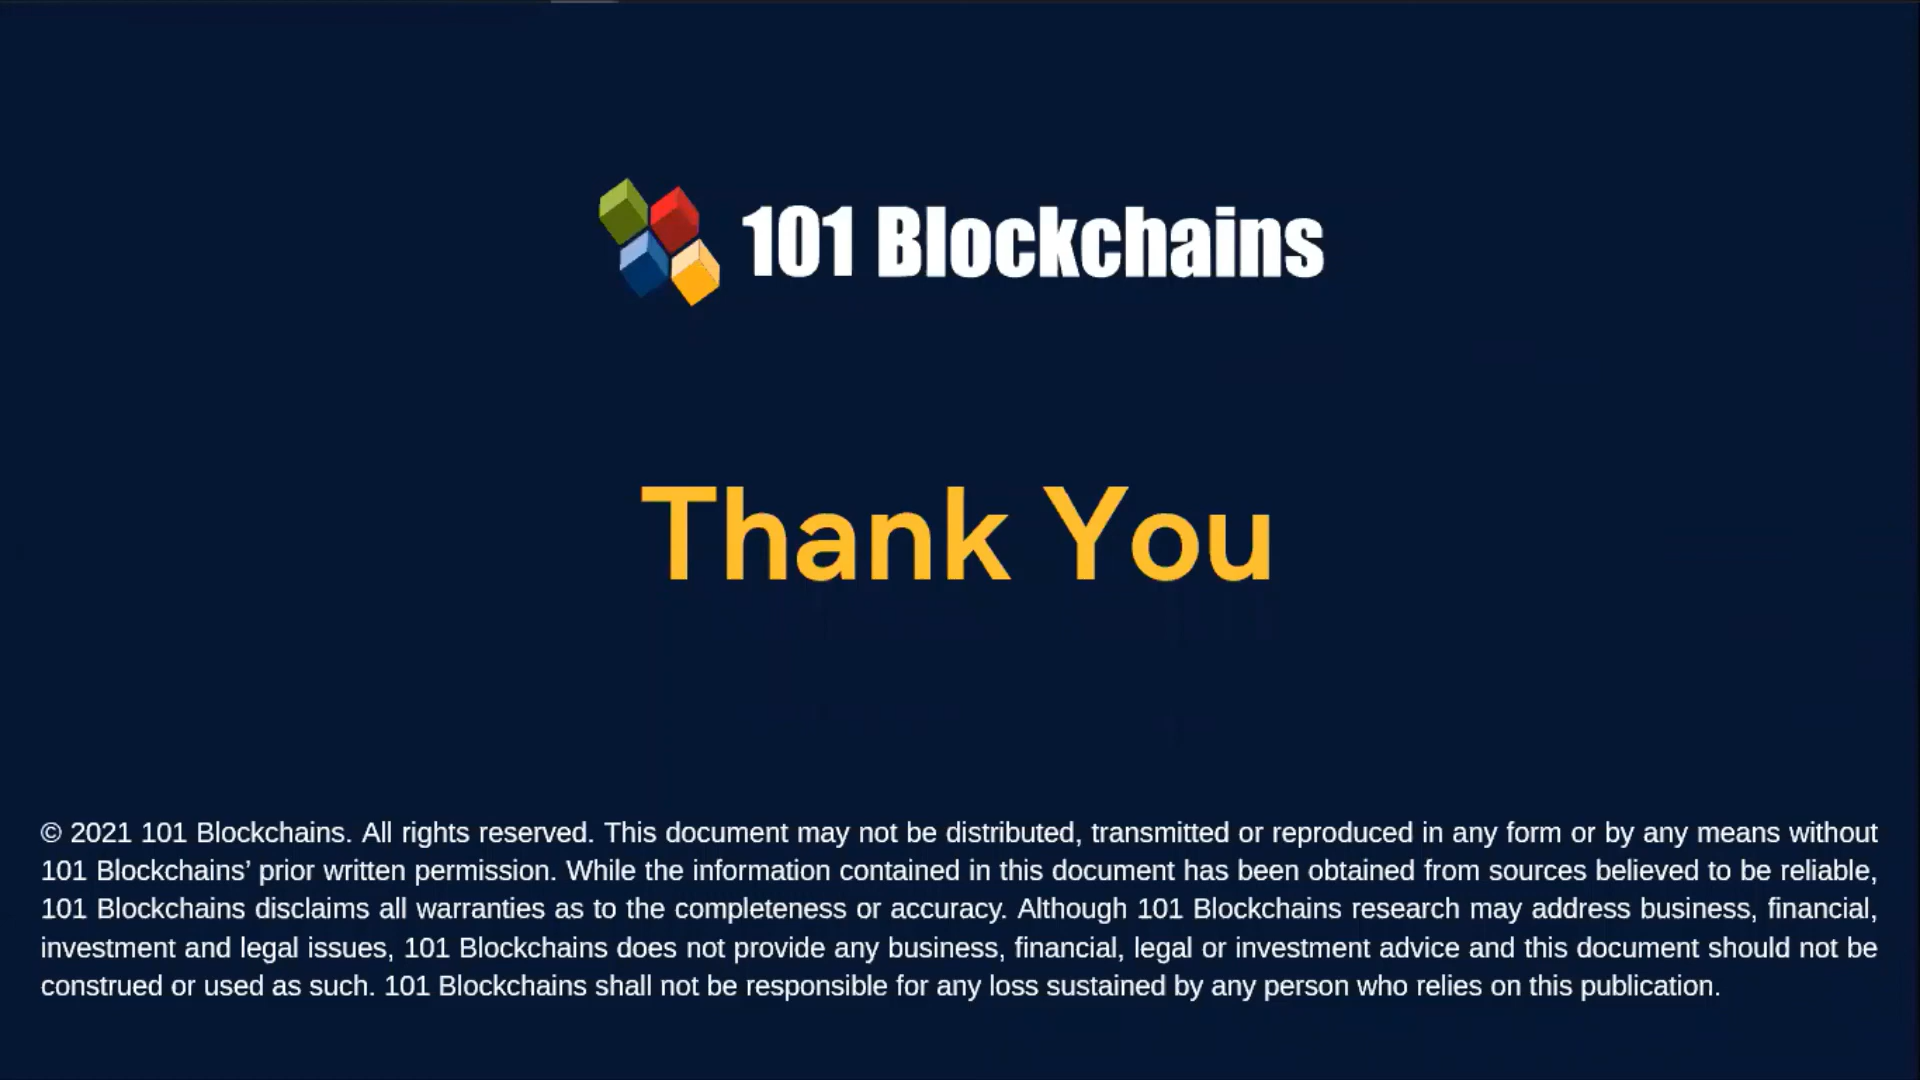 101 Blockchains
Thank You
© 2021 101 Blockchains. All rights reserved. This document may not be distributed, transmitted or reproduced in any form or by any means without
101 Blockchains’ prior written permission. While the information contained in this document has been obtained from sources believed to be reliable,
101 Blockchains disclaims all warranties as to the completeness or accuracy. Although 101 Blockchains research may address business, financial,
investment and legal issues, 101 Blockchains does not provide any business, financial, legal or investment advice and this document should not be
construed or used as such. 101 Blockchains shall not be responsible for any loss sustained by any person who relies on this publication.